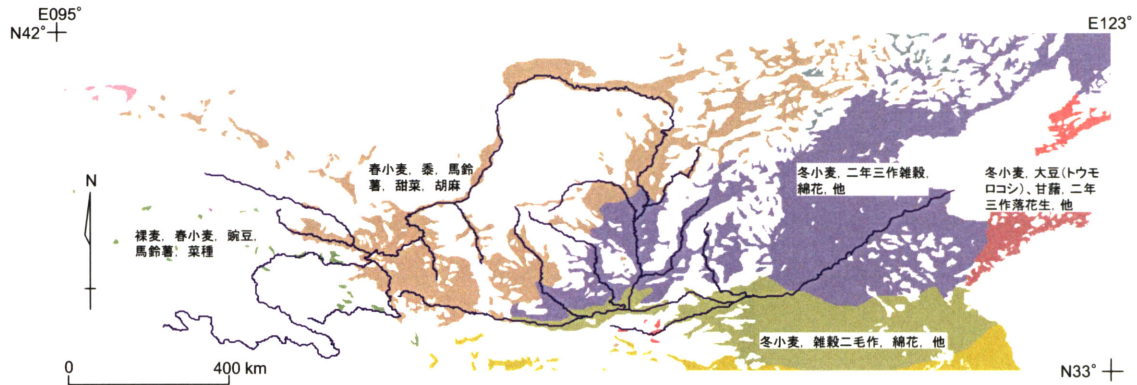 E095°
N42°
E123°
春小麦, 黍, 馬鈴
薯, 甜菜, 胡麻
冬小麦, 二年三作雑穀,
綿花, 他
冬小麦, 大豆(トウモ
ロコシ)、甘藷, 二年
三作落花生, 他
N
裸麦, 春小麦, 豌豆,
馬鈴薯, 菜種
冬小麦, 雑穀二毛作, 綿花, 他
0 400 km
N33°